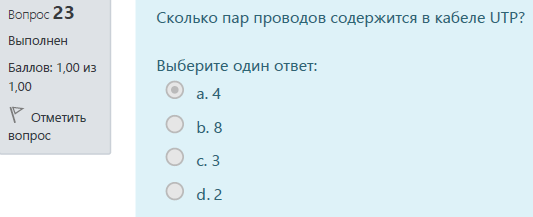 Вопрос 23
Выполнен
Баллов: 1,00 из
1,00
Отметить
вопрос
Сколько пар проводов содержится в кабеле UTP?
Выберите один ответ:
a. 4
b. 8
c. 3
d. 2